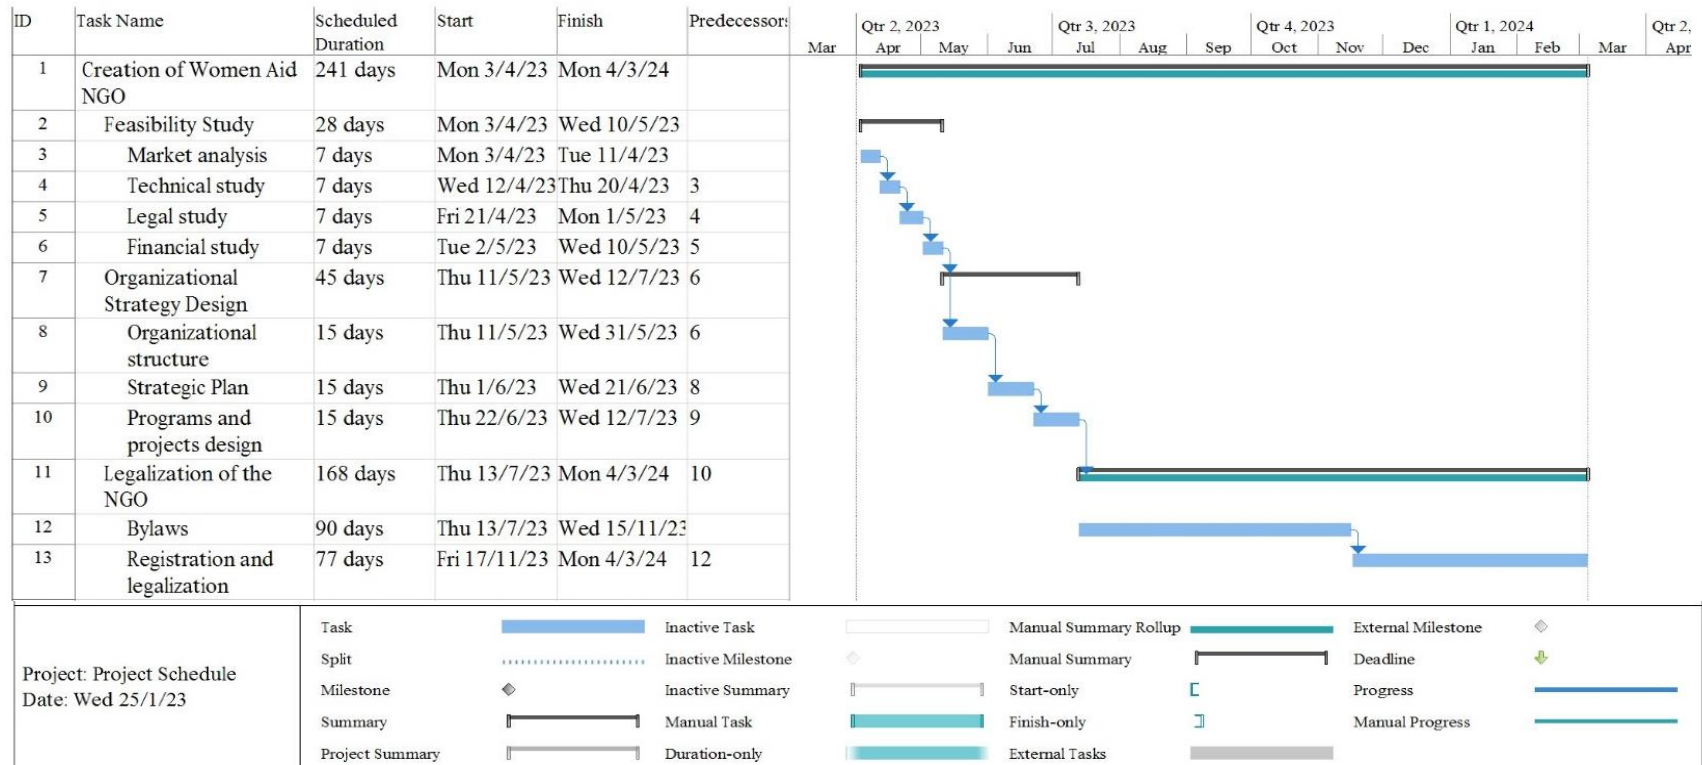 ID Task Name Scheduled Start Finish Predecessors
Duration
Qtr 2, 2023 Qtr 3, 2023 Qtr 4, 2023 Qtr 1, 2024 Qtr 2,
Mar Apr May Jun Jul Aug Sep Oct Nov Dec Jan Feb Mar Apr
1 Creation of Women Aid 241 days Mon 3/4/23 Mon 4/3/24
NGO
2 Feasibility Study 28 days Mon 3/4/23 Wed 10/5/23
3 Market analysis 7 days Mon 3/4/23 Tue 11/4/23
4 Technical study 7 days Wed 12/4/23 Thu 20/4/23 3
5 Legal study 7 days Fri 21/4/23 Mon 1/5/23 4
6 Financial study 7 days Tue 2/5/23 Wed 10/5/23 5
7 Organizational 45 days Thu 11/5/23 Wed 12/7/23 6
Strategy Design
8 Organizational 15 days Thu 11/5/23 Wed 31/5/23 6
structure
9 Strategic Plan 15 days Thu 1/6/23 Wed 21/6/23 8
10 Programs and 15 days Thu 22/6/23 Wed 12/7/23 9
projects design
11 Legalization of the 168 days Thu 13/7/23 Mon 4/3/24 10
NGO
12 Bylaws 90 days Thu 13/7/23 Wed 15/11/23
13 Registration and 77 days Fri 17/11/23 Mon 4/3/24 12
legalization
Project: Project Schedule
Date: Wed 25/1/23
Task Inactive Task Manual Summary Rollup External Milestone
Split Inactive Milestone Manual Summary Deadline
Milestone Inactive Summary Start-only Progress
Summary Manual Task Finish-only Manual Progress
Project Summary Duration-only External Tasks